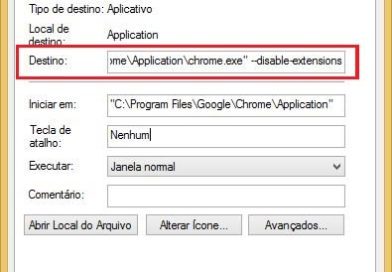 Tipo de destino: Aplicativo
Local de destino: Application
Destino: ome\Application\chrome.exe" --disable-extensions
Iniciar em: "C:\Program Files\Google\Chrome\Application"
Tecla de atalho: Nenhum
Executar: Janela normal
Comentário:
Abrir Local do Arquivo Alterar Ícone... Avançados...